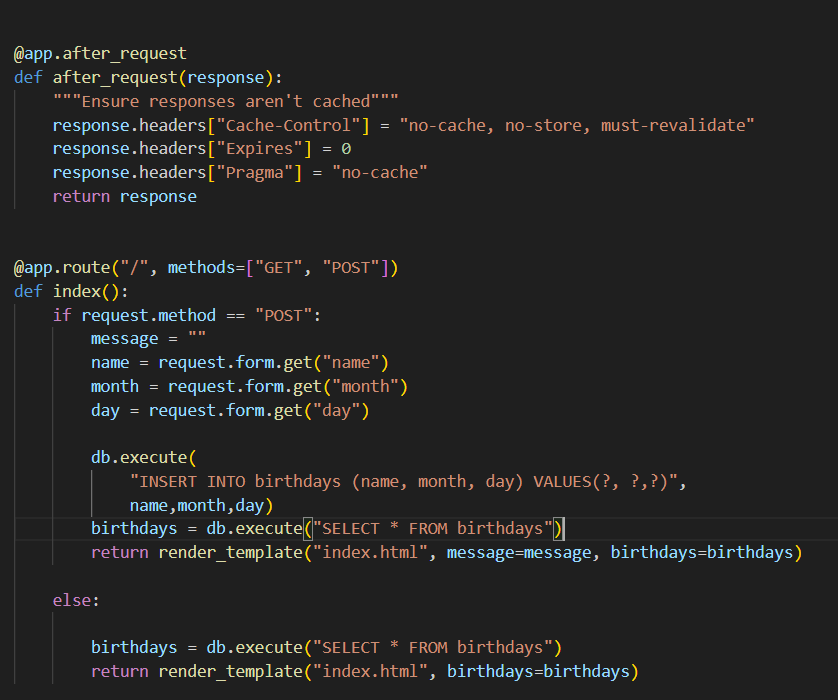 @app.after_request
def after_request(response):
    """Ensure responses aren't cached"""
    response.headers["Cache-Control"] = "no-cache, no-store, must-revalidate"
    response.headers["Expires"] = 0
    response.headers["Pragma"] = "no-cache"
    return response
@app.route("/", methods=["GET", "POST"])
def index():
    if request.method == "POST":
        message = ""
        name = request.form.get("name")
        month = request.form.get("month")
        day = request.form.get("day")
        db.execute(
            "INSERT INTO birthdays (name, month, day) VALUES(?, ?,?)",
            name,month,day)
        birthdays = db.execute("SELECT * FROM birthdays")
        return render_template("index.html", message=message, birthdays=birthdays)
    else:
        birthdays = db.execute("SELECT * FROM birthdays")
        return render_template("index.html", birthdays=birthdays)